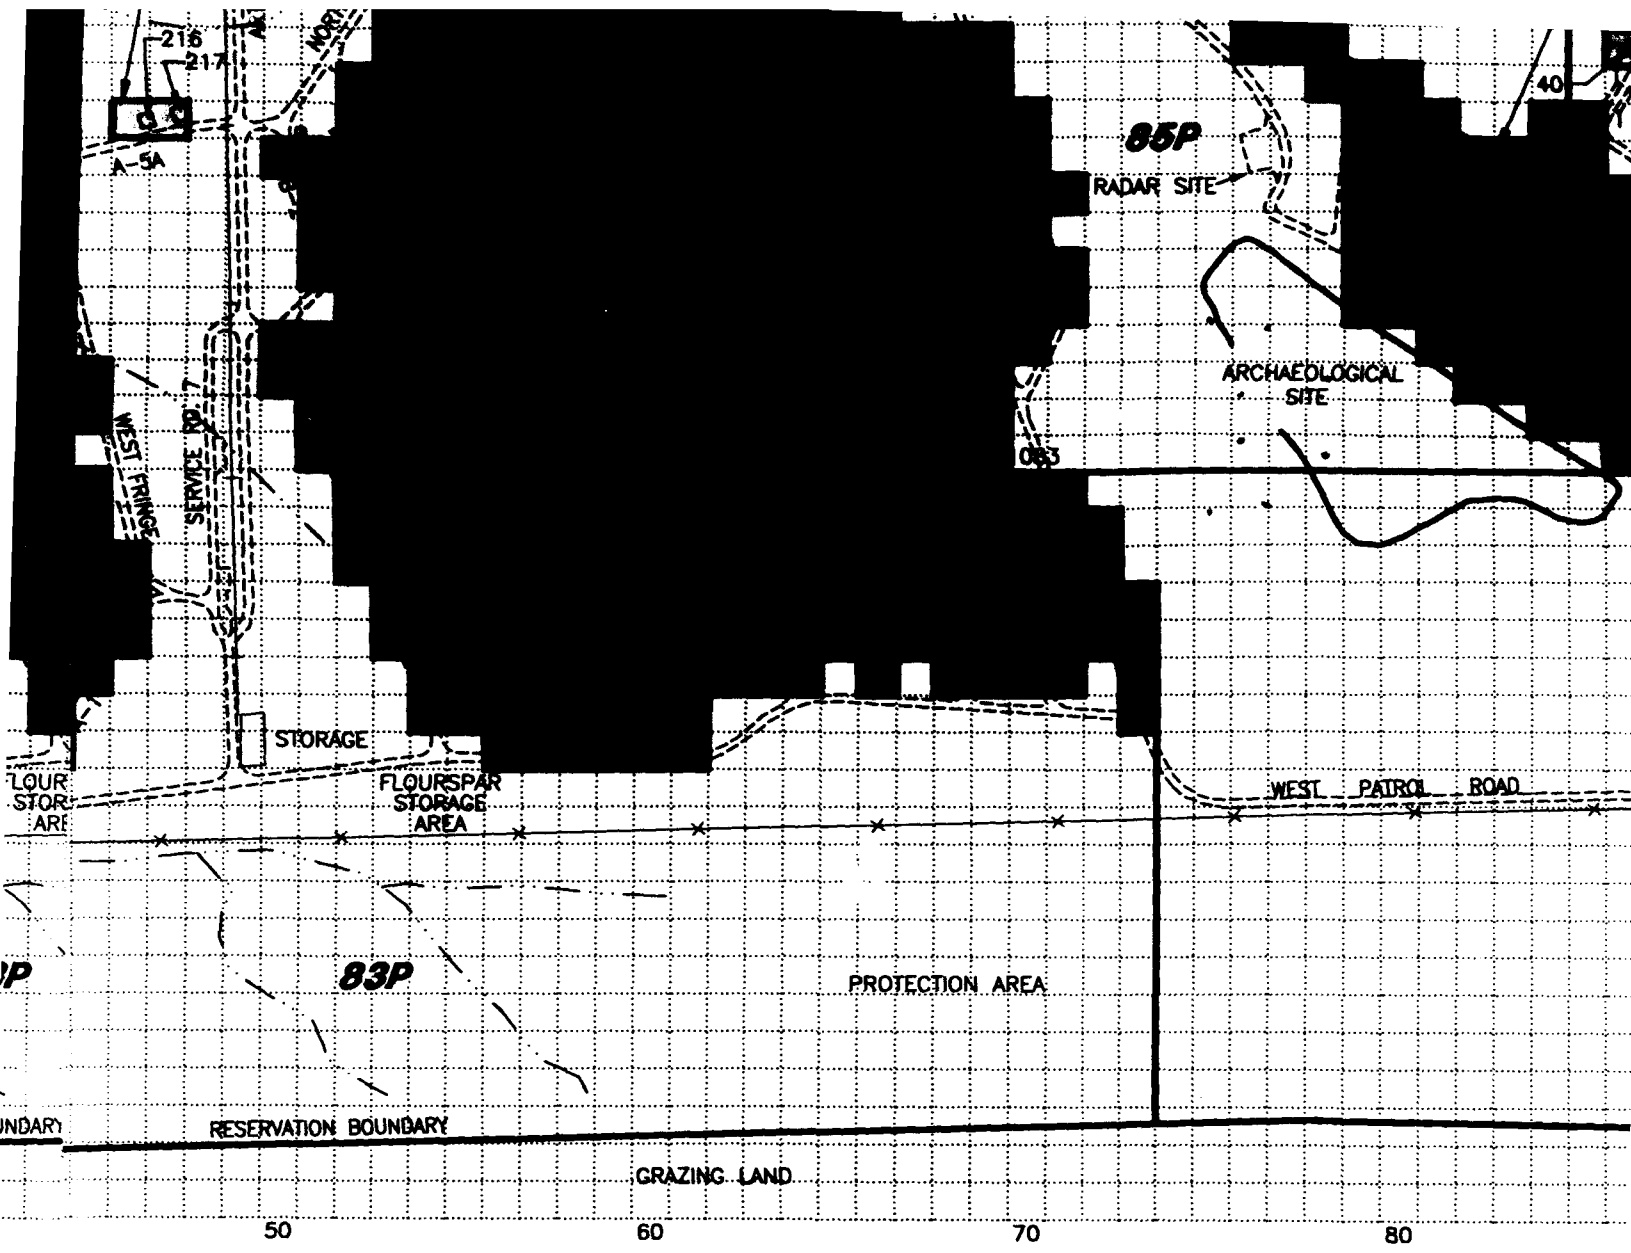 216
217
A-5A
40
85P
RADAR SITE
ARCHAEOLOGICAL
SITE
WEST FRINGE
SERVICE RD 7
083
STORAGE
FLOURSPAR
STORAGE
AREA
WEST PATROL ROAD
83P
PROTECTION AREA
RESERVATION BOUNDARY
GRAZING LAND
50
60
70
80